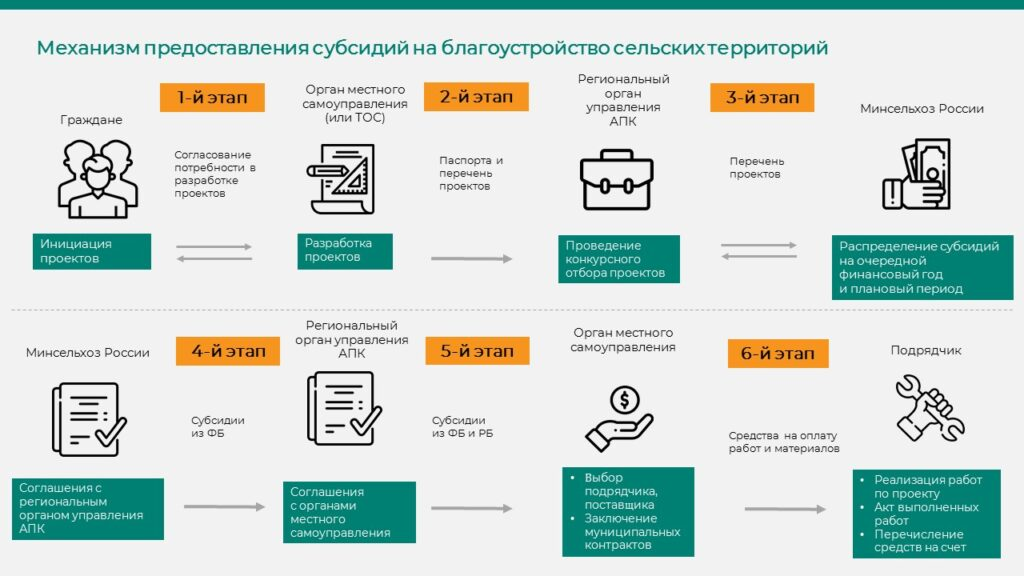 Механизм предоставления субсидий на благоустройство сельских территорий
Граждане
1-й этап
Согласование
потребности в
разработке
проектов
Инициация
проектов
Орган местного
самоуправления
(или ТОС)
Разработка
проектов
2-й этап
Паспорта и
перечень
проектов
Региональный
орган
управления
АПК
Проведение
конкурсного
отбора проектов
3-й этап
Перечень
проектов
Минсельхоз России
Распределение субсидий
на очередной
финансовый год
и плановый период
Минсельхоз России
Соглашения с
региональным
органом управления
АПК
4-й этап
Субсидии
из ФБ
Региональный
орган управления
АПК
Соглашения
с органами
местного
самоуправления
5-й этап
Субсидии
из ФБ и РБ
Орган местного
самоуправления
$
• Выбор
подрядчика,
поставщика
• Заключение
муниципальных
контрактов
6-й этап
Средства на оплату
работ и материалов
Подрядчик
• Реализация работ
по проекту
• Акт выполненных
работ
• Перечисление
средств на счет